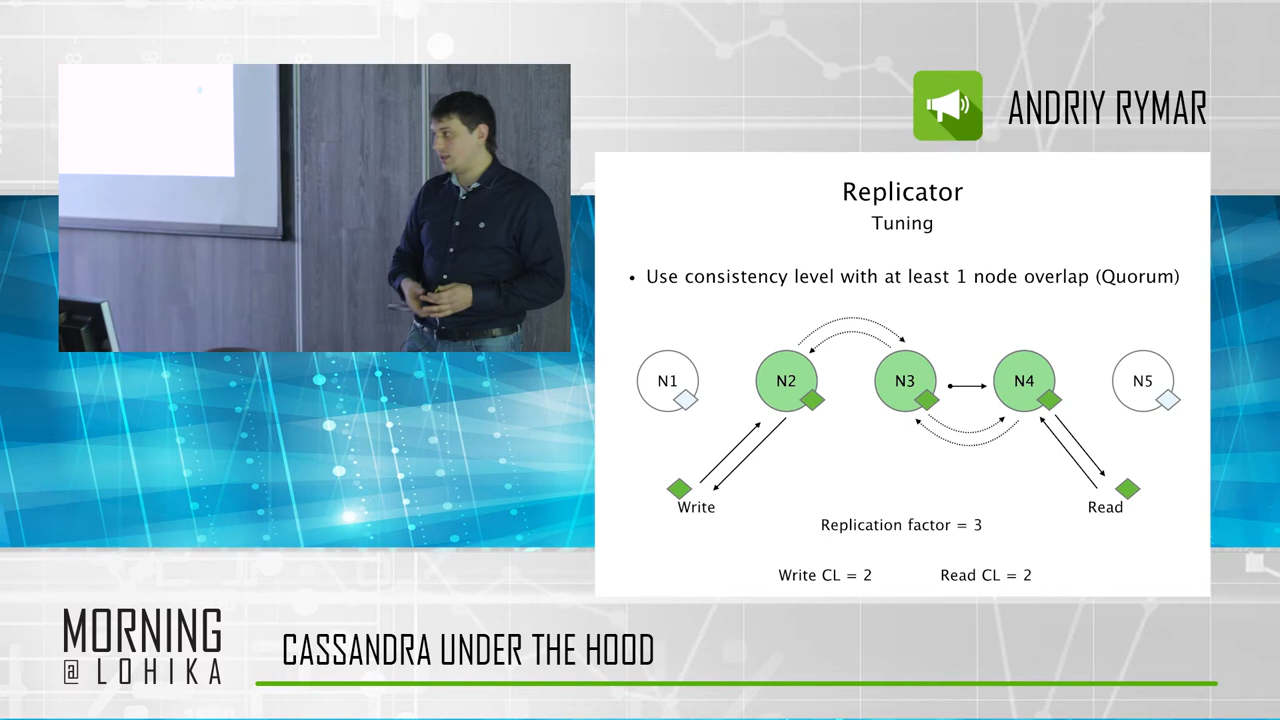 ANDRIY RYMAR
Replicator
Tuning
• Use consistency level with at least 1 node overlap (Quorum)
N1
N2
N3
N4
N5
Write
Read
Replication factor = 3
Write CL = 2
Read CL = 2
MORNING
@ LOHIKA
CASSANDRA UNDER THE HOOD